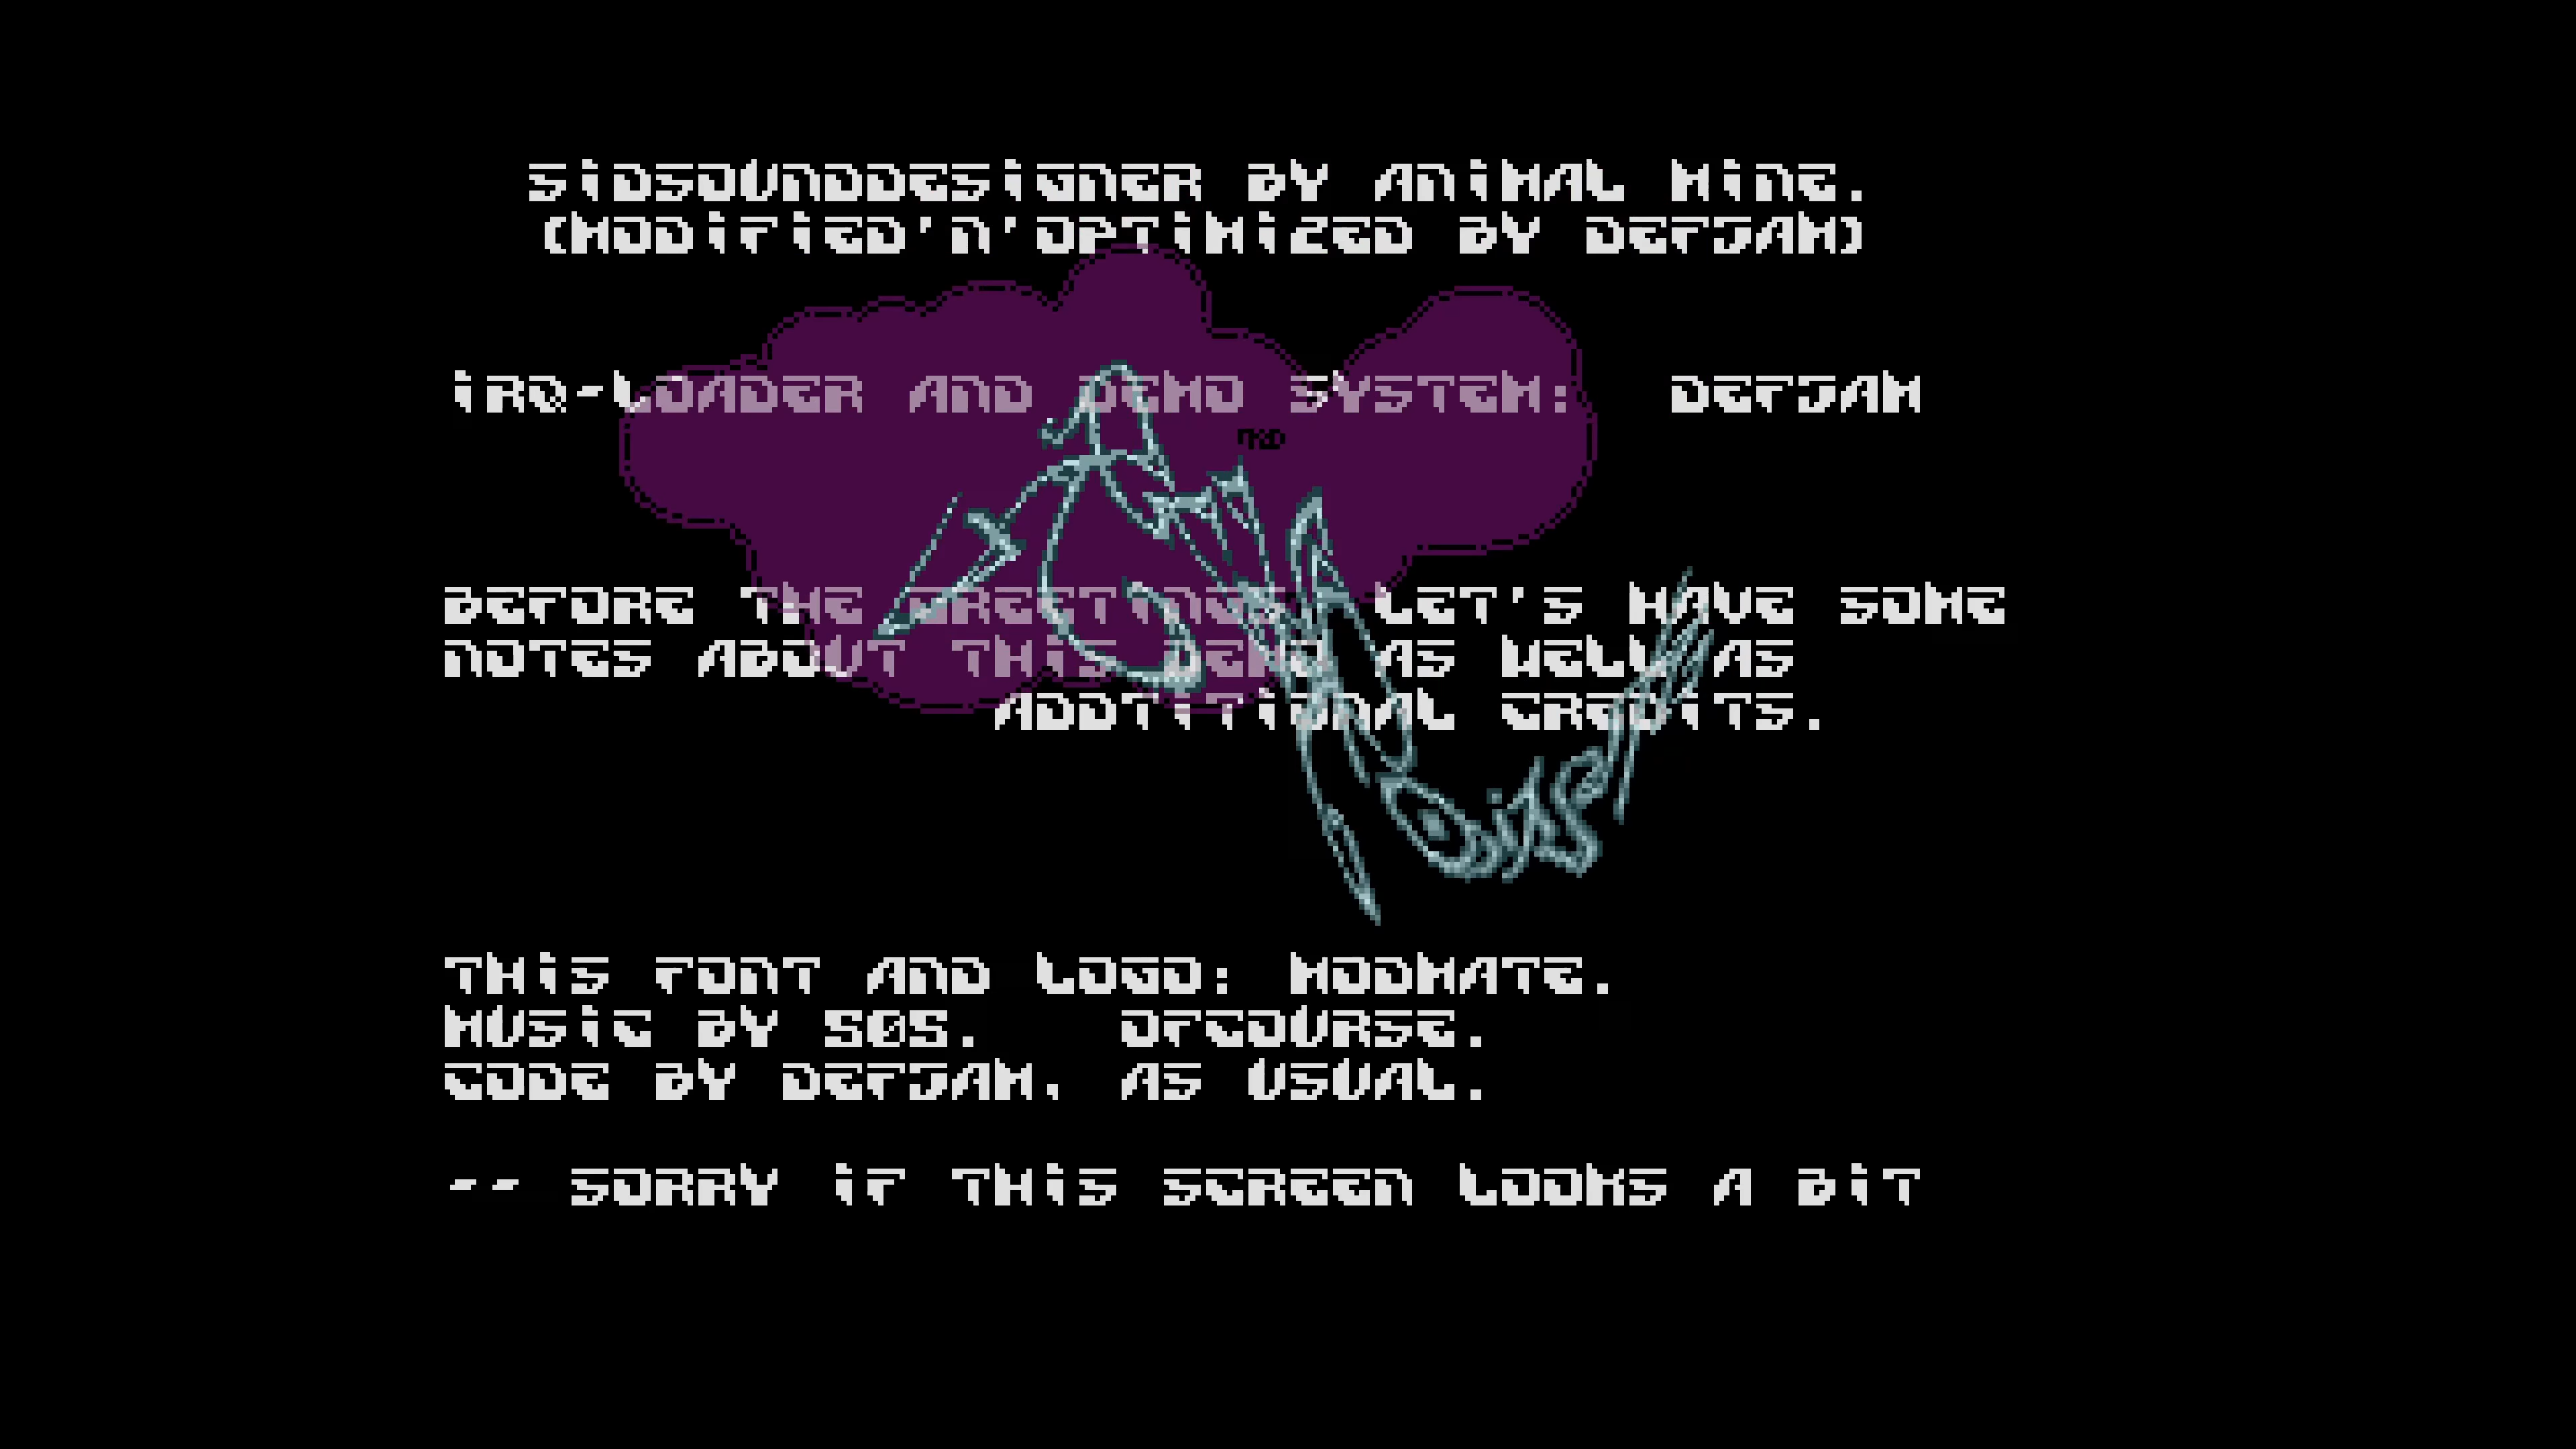 SiDSOUNDDESiGNER BY ANiMAL MiNE.
(MODiFiED'N'OPTiMiZED BY DEFJAM)
iRQ-LOADER AND DEMO SYSTEM: DEFJAM
BEFORE THE GREETiNGS LET'S HAVE SOME
NOTES ABOUT THiS DEMO AS WELL AS
ADDiTiONAL CREDiTS.
THiS FONT AND LOGO: MODMATE.
MUSiC BY S0S. OFCOURSE.
CODE BY DEFJAM, AS USUAL.
-- SORRY iF THiS SCREEN LOOKS A BiT